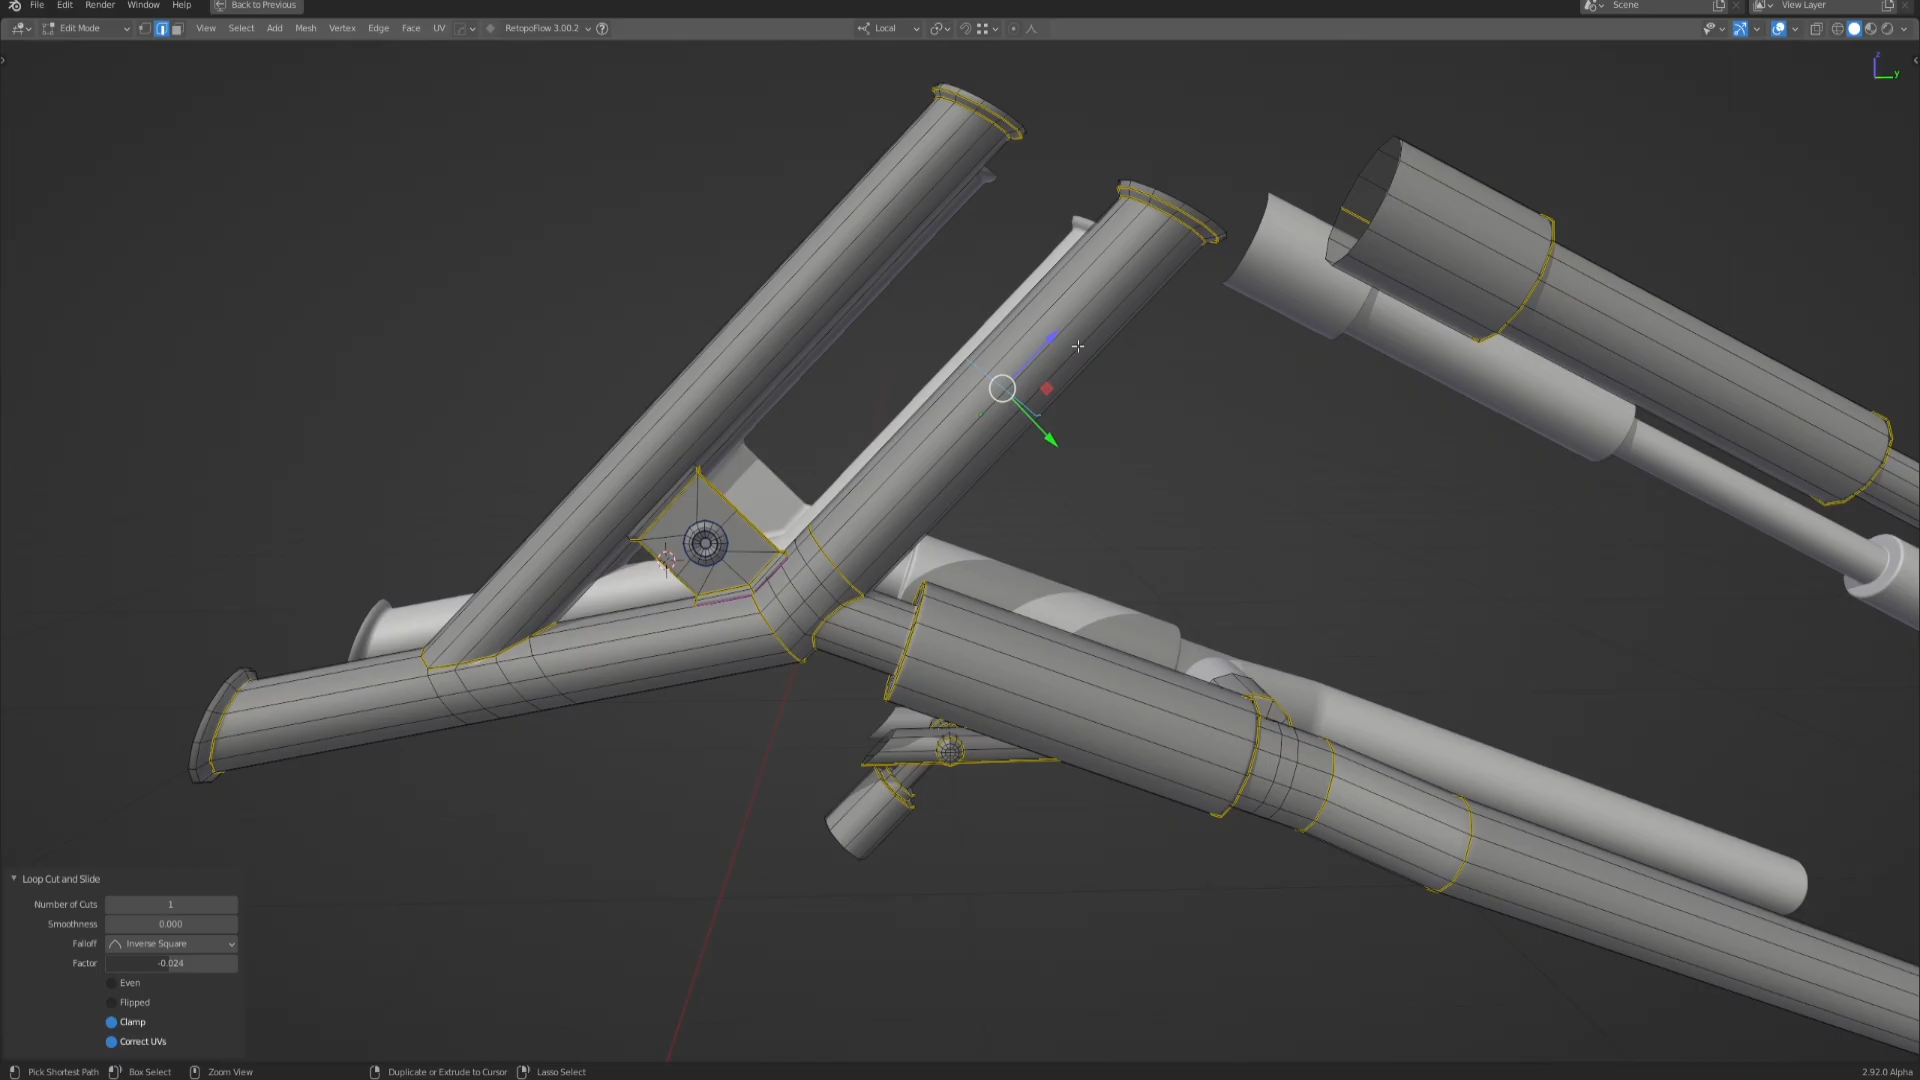 File Edit Render Window Help Back to Previous Scene View Layer
Edit Mode View Select Add Mesh Vertex Edge Face UV RetopoFlow 3.00.2 Local
z
y
Loop Cut and Slide
Number of Cuts 1
Smoothness 0.000
Falloff Inverse Square
Factor -0.024
Even
Flipped
Clamp
Correct UVs
Pick Shortest Path Box Select Zoom View Duplicate or Extrude to Cursor Lasso Select 2.92.0 Alpha